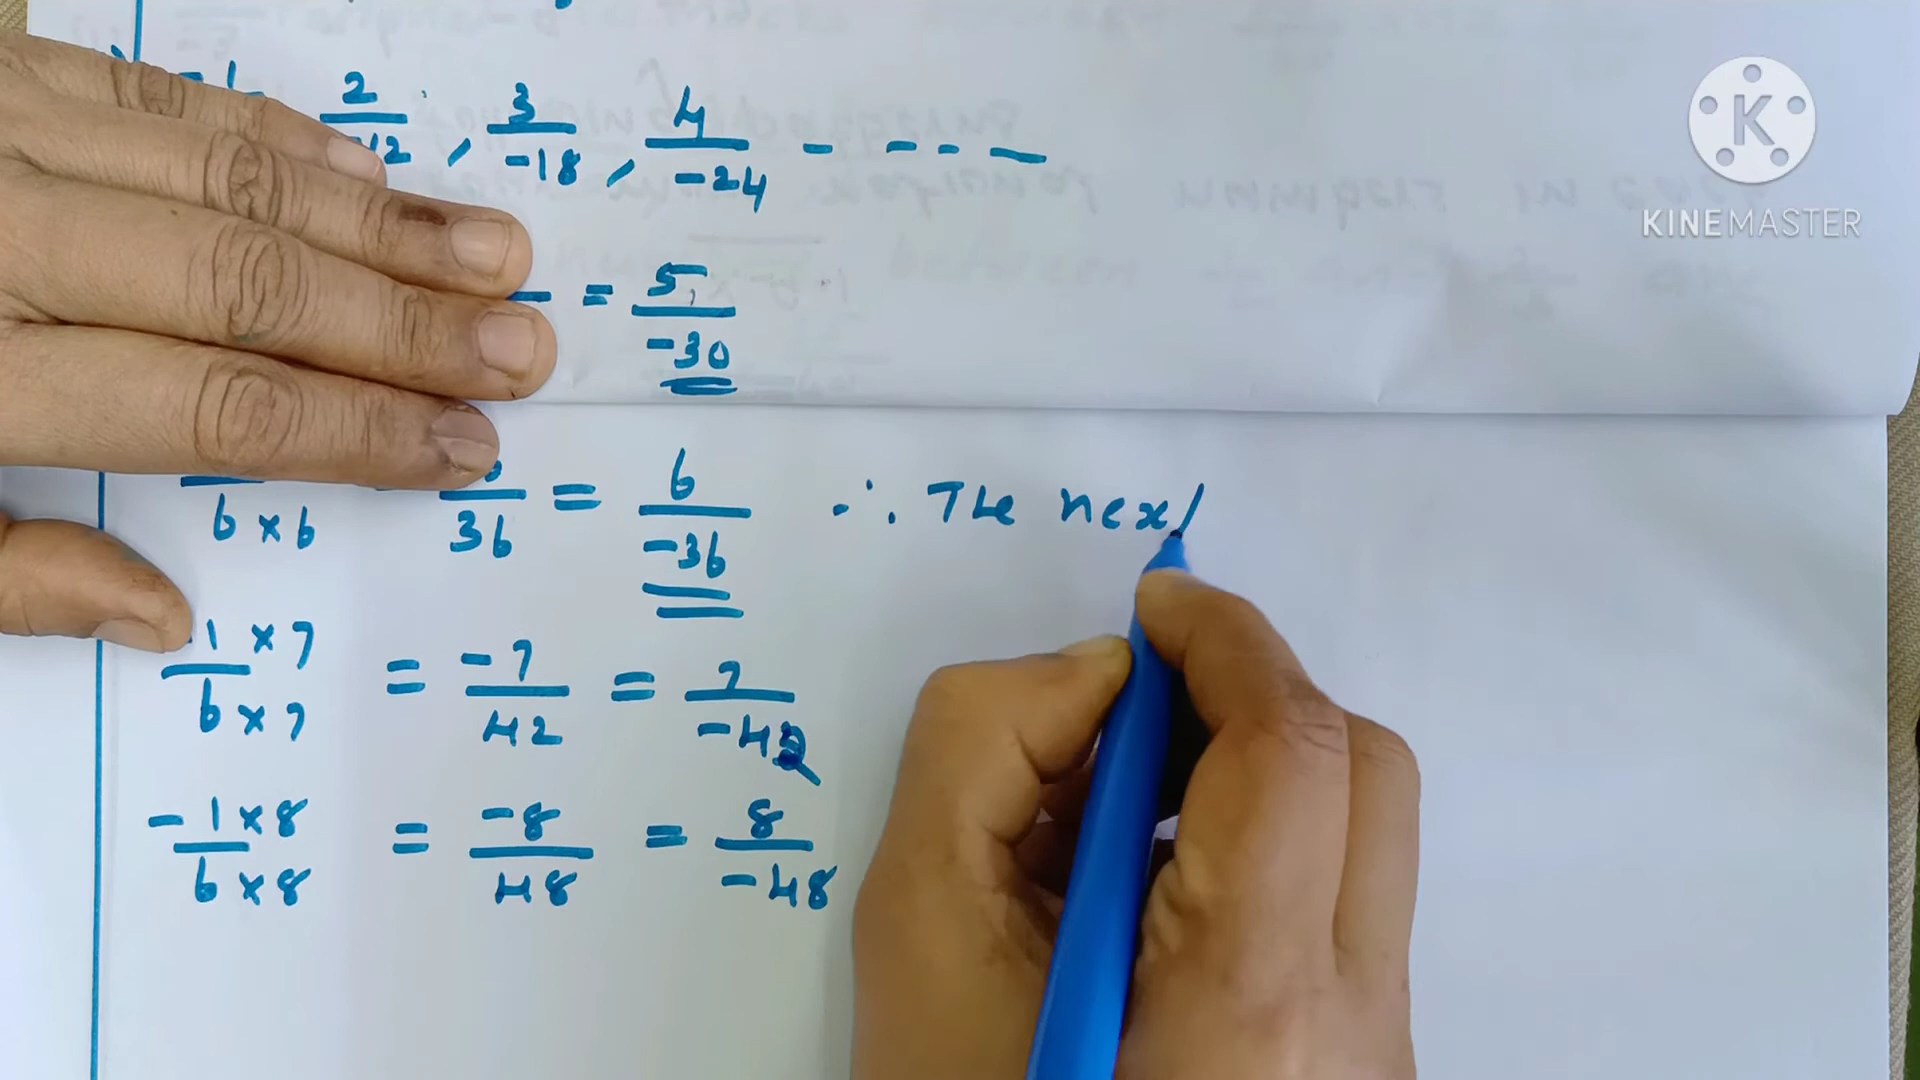 -1 2/-12 , 3/-18 , 4/-24 - - - -
= 5/-30
6 × 6 36 = 6/-36 ∴ The next
-1 × 7/6 × 7 = -7/42 = 7/-42
-1 × 8/6 × 8 = -8/48 = 8/-48
K
KINEMASTER